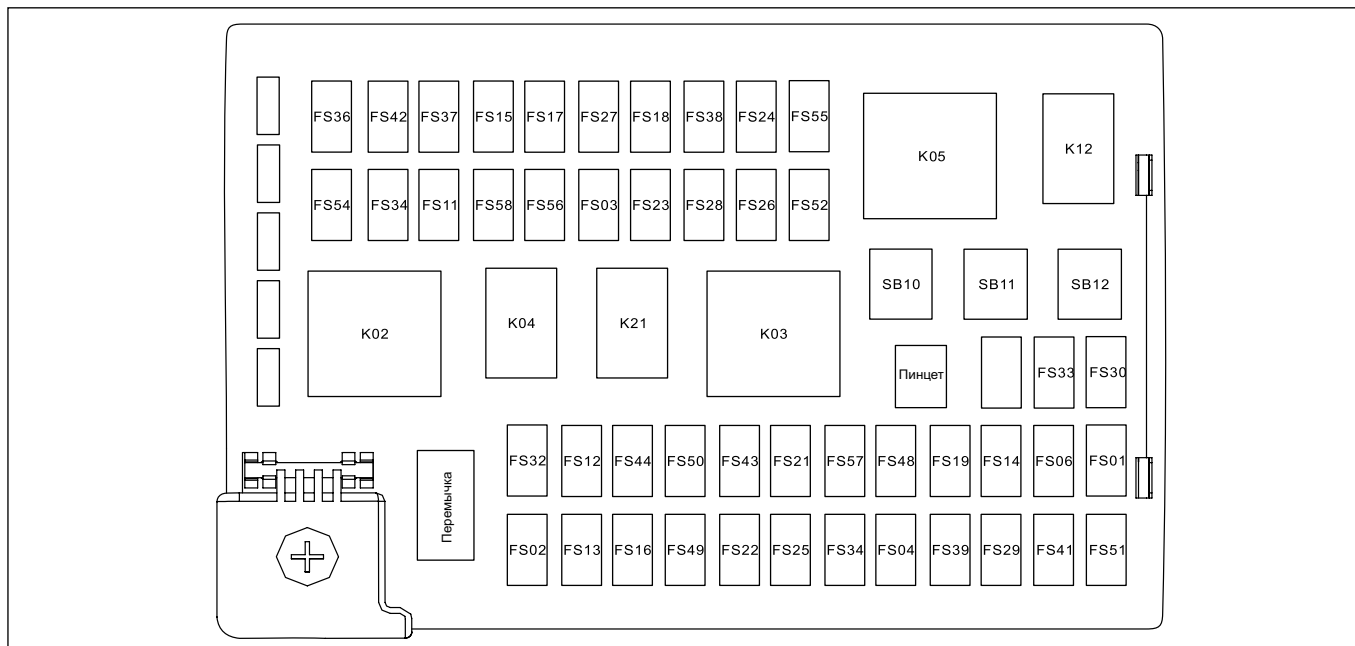 FS36 FS42 FS37 FS15 FS17 FS27 FS18 FS38 FS24 FS55
K05 K12
FS54 FS34 FS11 FS58 FS56 FS03 FS23 FS28 FS26 FS52
SB10 SB11 SB12
K02 K04 K21 K03
Пинцет FS33 FS30
FS32 FS12 FS44 FS50 FS43 FS21 FS57 FS48 FS19 FS14 FS06 FS01
Перемычка
FS02 FS13 FS16 FS49 FS22 FS25 FS34 FS04 FS39 FS29 FS41 FS51